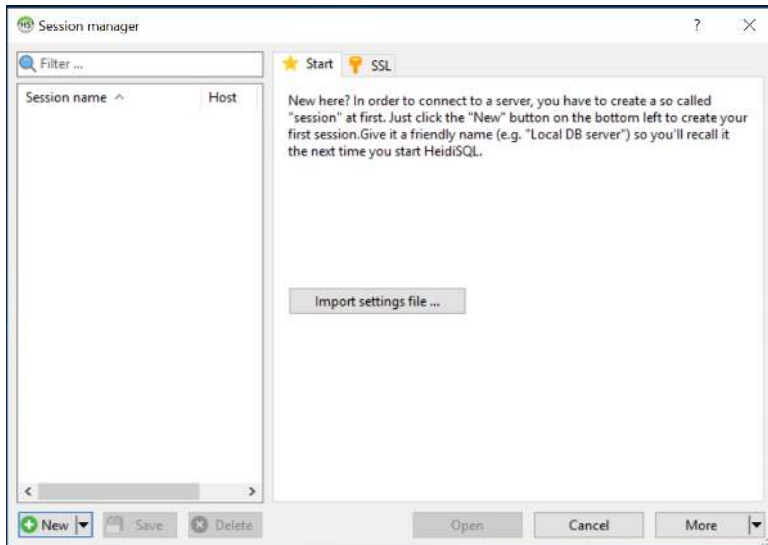 HS Session manager ?
Filter ...
Session name Host
Start SSL
New here? In order to connect to a server, you have to create a so called
"session" at first. Just click the "New" button on the bottom left to create your
first session.Give it a friendly name (e.g. "Local DB server") so you'll recall it
the next time you start HeidiSQL.
Import settings file ...
New Save Delete Open Cancel More